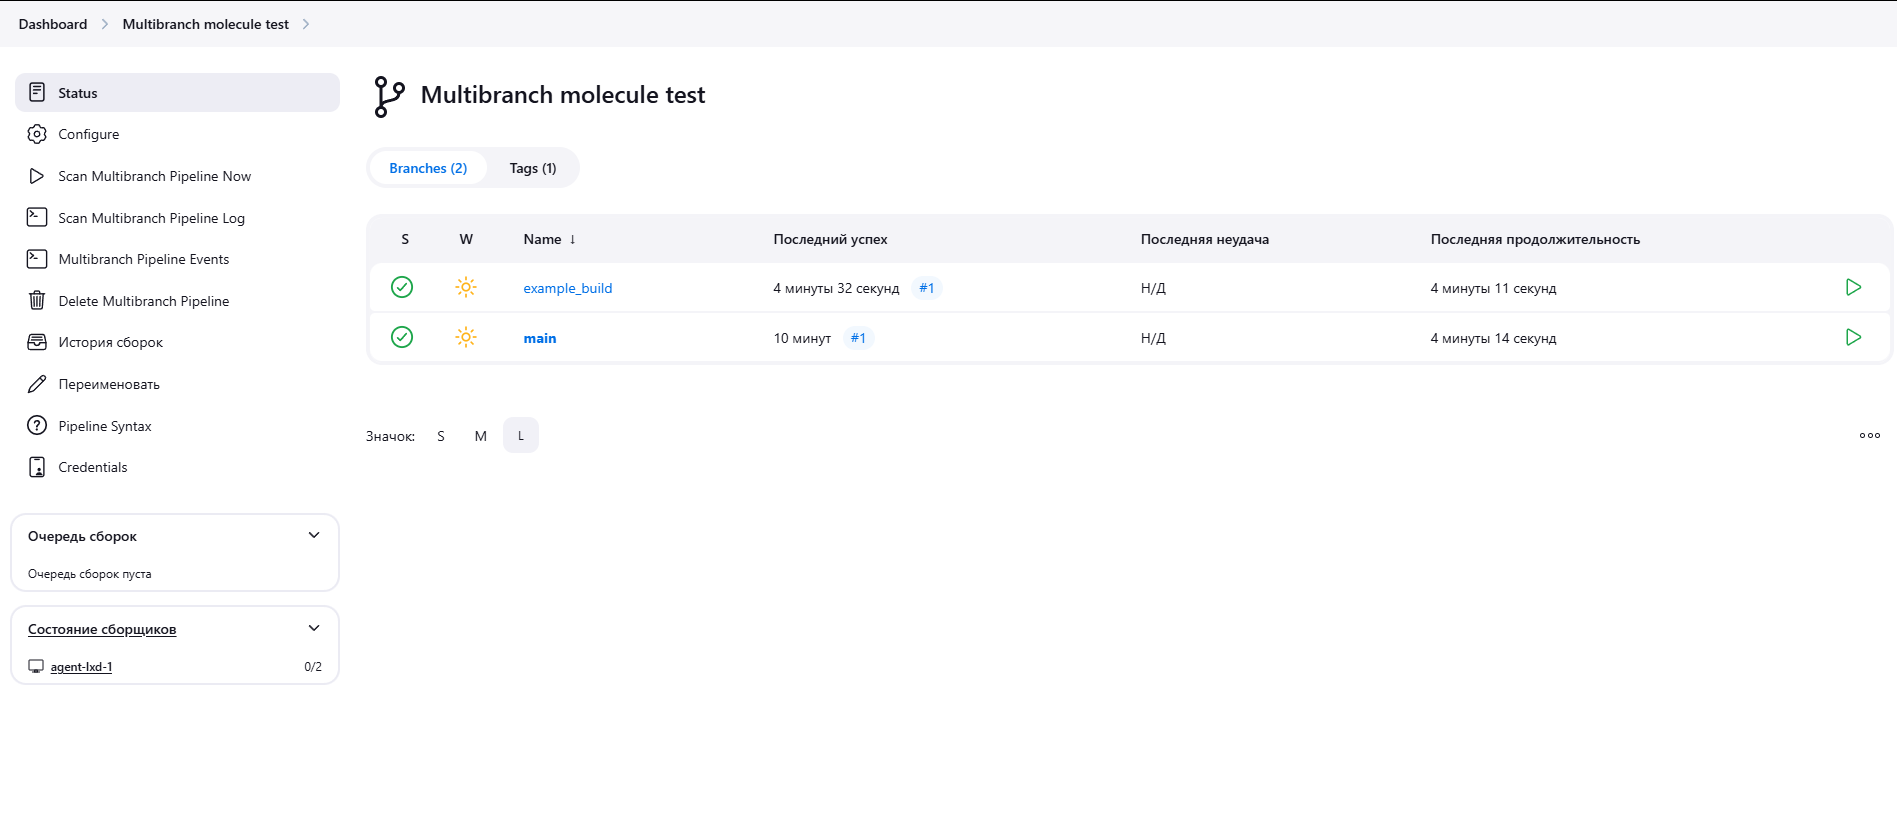 Dashboard Multibranch molecule test
Status
Configure
Scan Multibranch Pipeline Now
Scan Multibranch Pipeline Log
Multibranch Pipeline Events
Delete Multibranch Pipeline
История сборок
Переименовать
Pipeline Syntax
Credentials
Очередь сборок
Очередь сборок пуста
Состояние сборщиков
agent-lxd-1 0/2
Multibranch molecule test
Branches (2) Tags (1)
S W Name ↓ Последний успех Последняя неудача Последняя продолжительность
example_build 4 минуты 32 секунд #1 Н/Д 4 минуты 11 секунд
main 10 минут #1 Н/Д 4 минуты 14 секунд
Значок: S M L